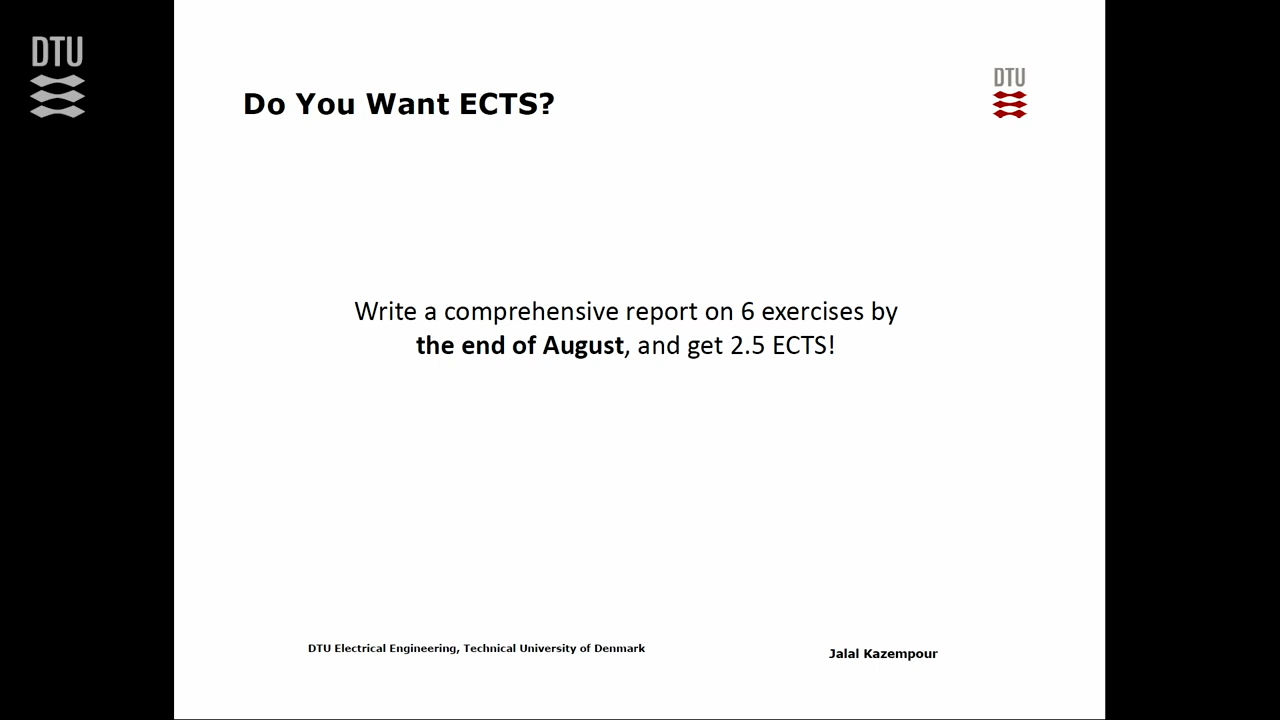 DTU
DTU
Do You Want ECTS?
Write a comprehensive report on 6 exercises by
the end of August, and get 2.5 ECTS!
DTU Electrical Engineering, Technical University of Denmark
Jalal Kazempour